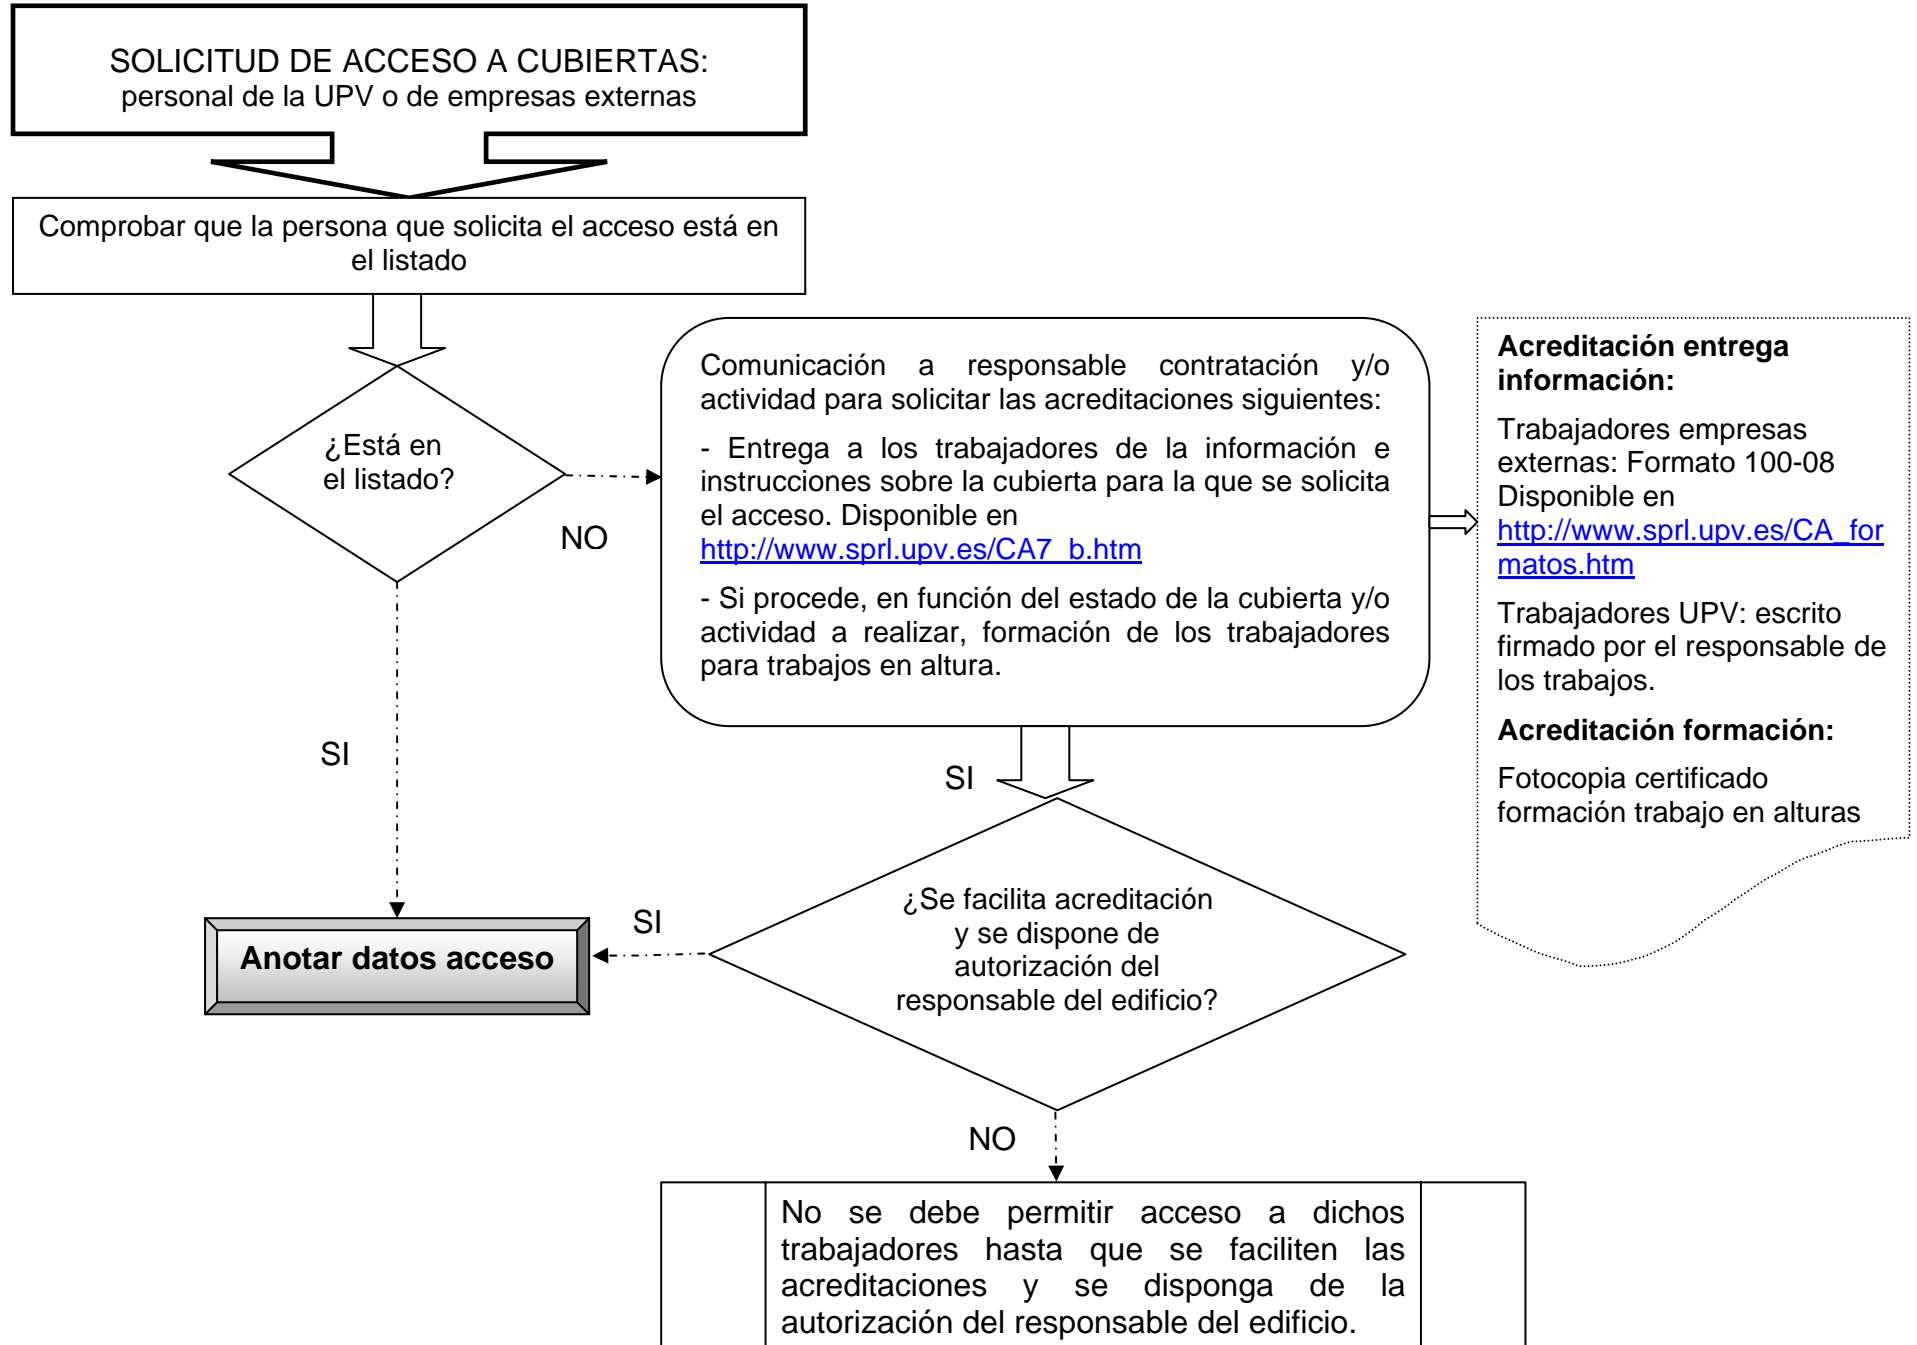 SOLICITUD DE ACCESO A CUBIERTAS:
personal de la UPV o de empresas externas
Comprobar que la persona que solicita el acceso está en
el listado
¿Está en
el listado?
NO
SI
Comunicación a responsable contratación y/o
actividad para solicitar las acreditaciones siguientes:
- Entrega a los trabajadores de la información e
instrucciones sobre la cubierta para la que se solicita
el acceso. Disponible en
http://www.sprl.upv.es/CA7_b.htm
- Si procede, en función del estado de la cubierta y/o
actividad a realizar, formación de los trabajadores
para trabajos en altura.
Acreditación entrega
información:
Trabajadores empresas
externas: Formato 100-08
Disponible en
http://www.sprl.upv.es/CA_for
matos.htm
Trabajadores UPV: escrito
firmado por el responsable de
los trabajos.
Acreditación formación:
Fotocopia certificado
formación trabajo en alturas
SI
¿Se facilita acreditación
y se dispone de
autorización del
responsable del edificio?
SI
Anotar datos acceso
NO
No se debe permitir acceso a dichos
trabajadores hasta que se faciliten las
acreditaciones y se disponga de la
autorización del responsable del edificio.